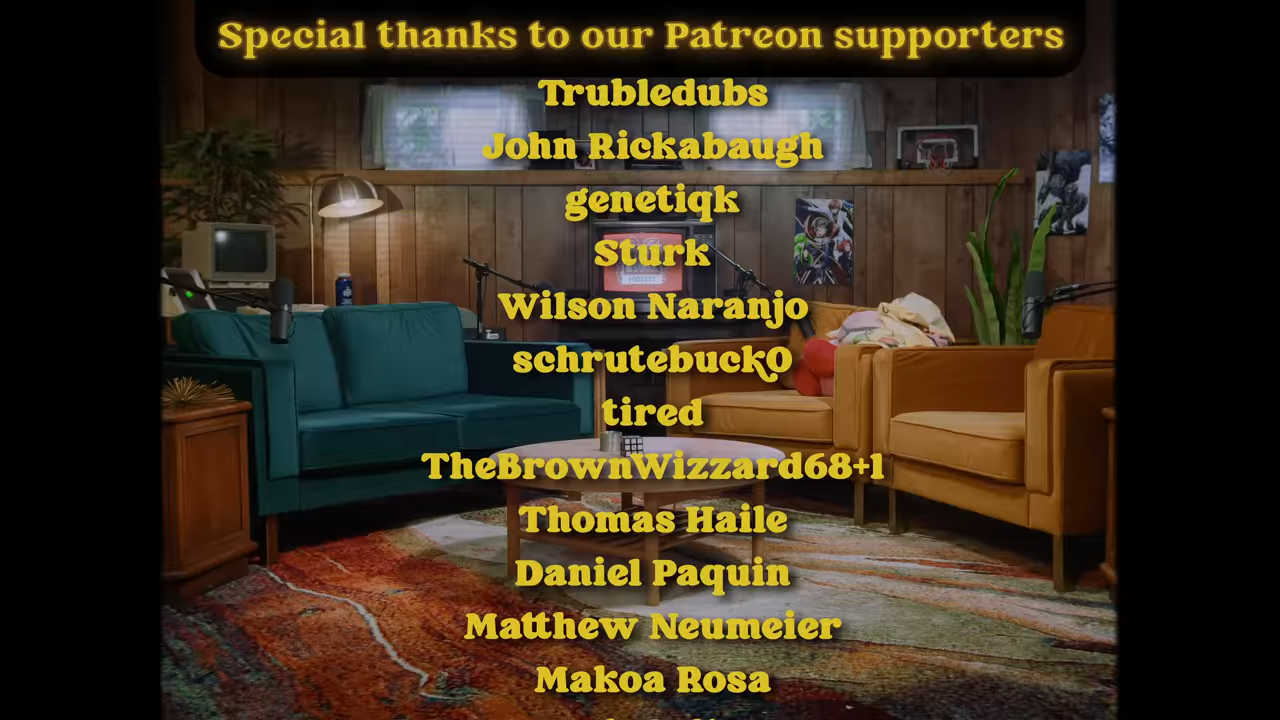 Special thanks to our Patreon supporters
Trubledubs
John Rickabaugh
genetiqk
Sturk
Wilson Naranjo
schrutebuck0
tired
TheBrownWizzard68+1
Thomas Haile
Daniel Paquin
Matthew Neumeier
Makoa Rosa